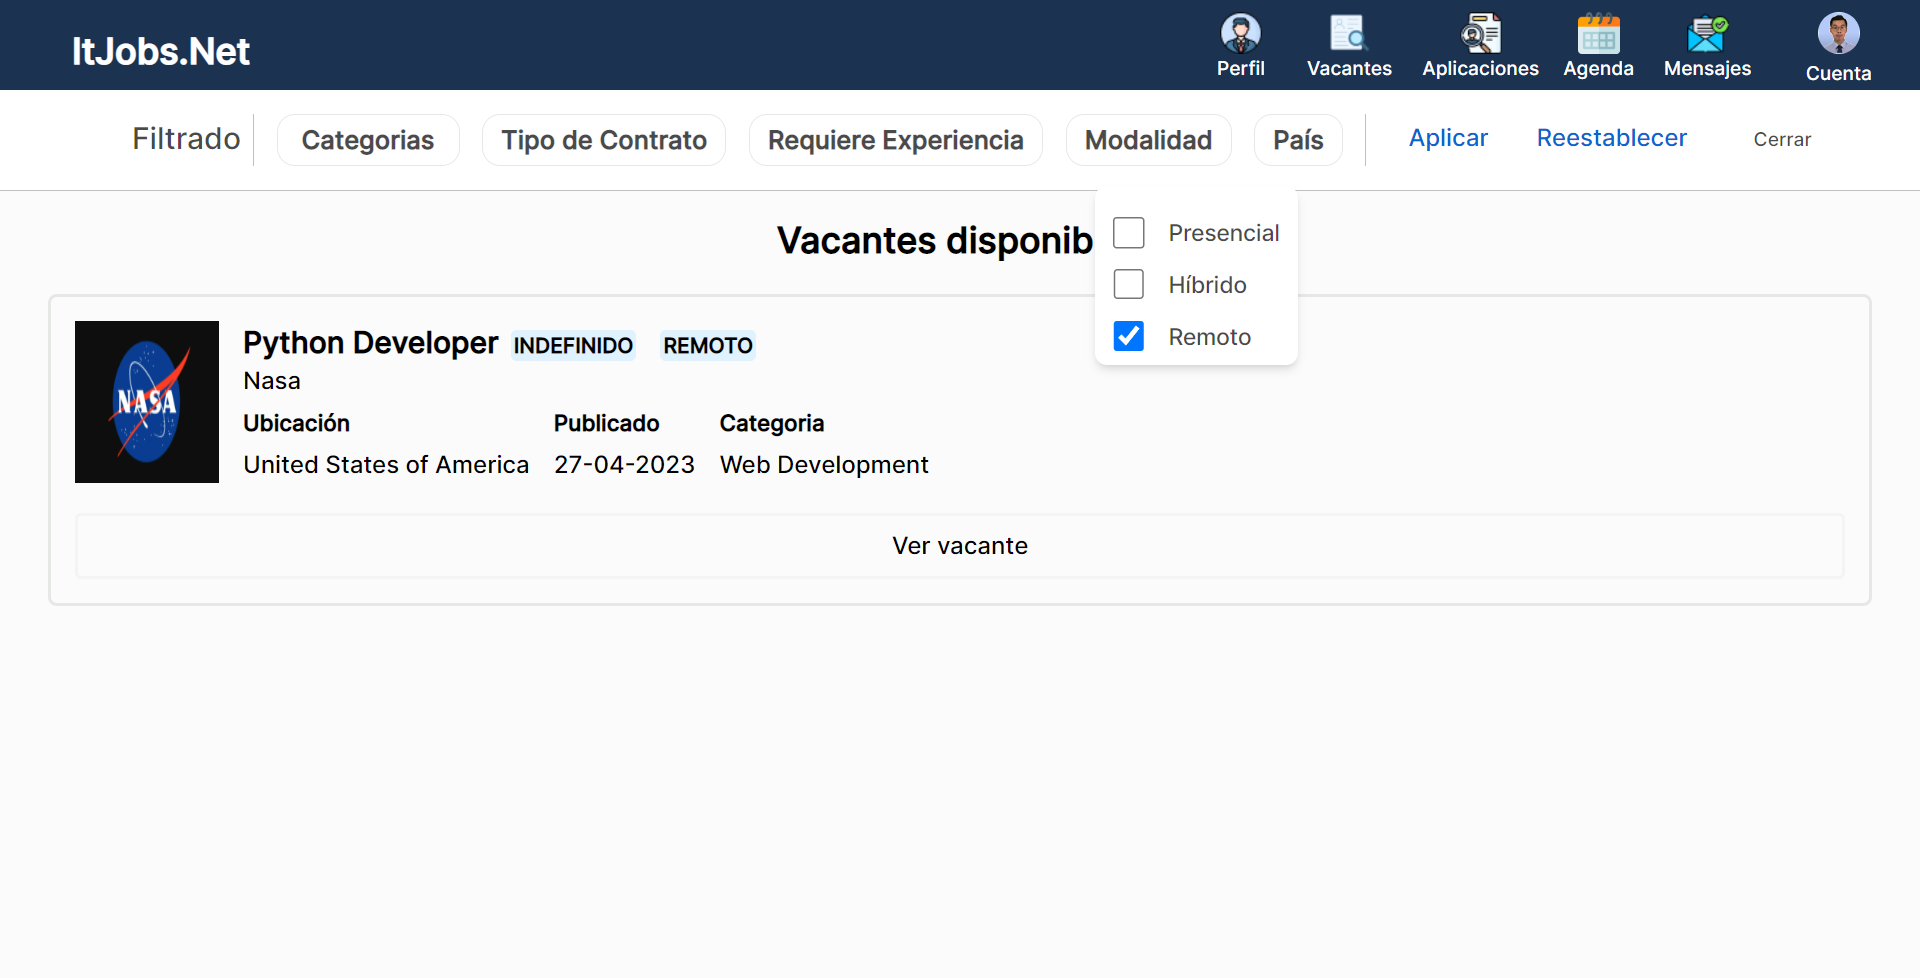 ItJobs.Net
Perfil
Vacantes
Aplicaciones
Agenda
Mensajes
Cuenta
Filtrado
Categorias
Tipo de Contrato
Requiere Experiencia
Modalidad
País
Aplicar
Reestablecer
Cerrar
Vacantes disponib
Presencial
Híbrido
Remoto
NASA
Python Developer INDEFINIDO REMOTO
Nasa
Ubicación Publicado Categoria
United States of America 27-04-2023 Web Development
Ver vacante